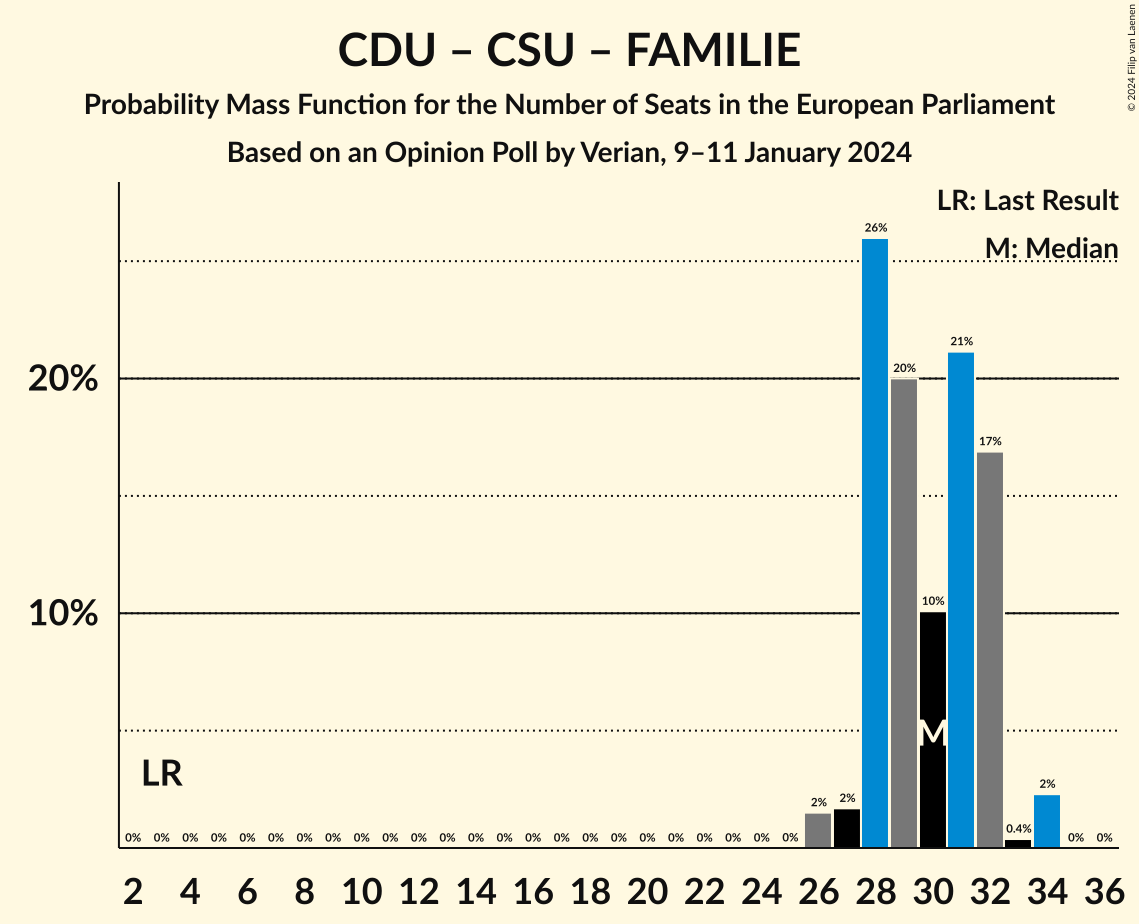 CDU – CSU – FAMILIE
Probability Mass Function for the Number of Seats in the European Parliament
Based on an Opinion Poll by Verian, 9–11 January 2024
© 2024 Filip van Laenen
LR: Last Result
M: Median
26%
21%
20%
20%
17%
10%
10%
M
LR
2%
2%
2%
0.4%
0% 0% 0% 0% 0% 0% 0% 0% 0% 0% 0% 0% 0% 0% 0% 0% 0% 0% 0% 0% 0% 0% 0% 0% 0% 0%
2 4 6 8 10 12 14 16 18 20 22 24 26 28 30 32 34 36